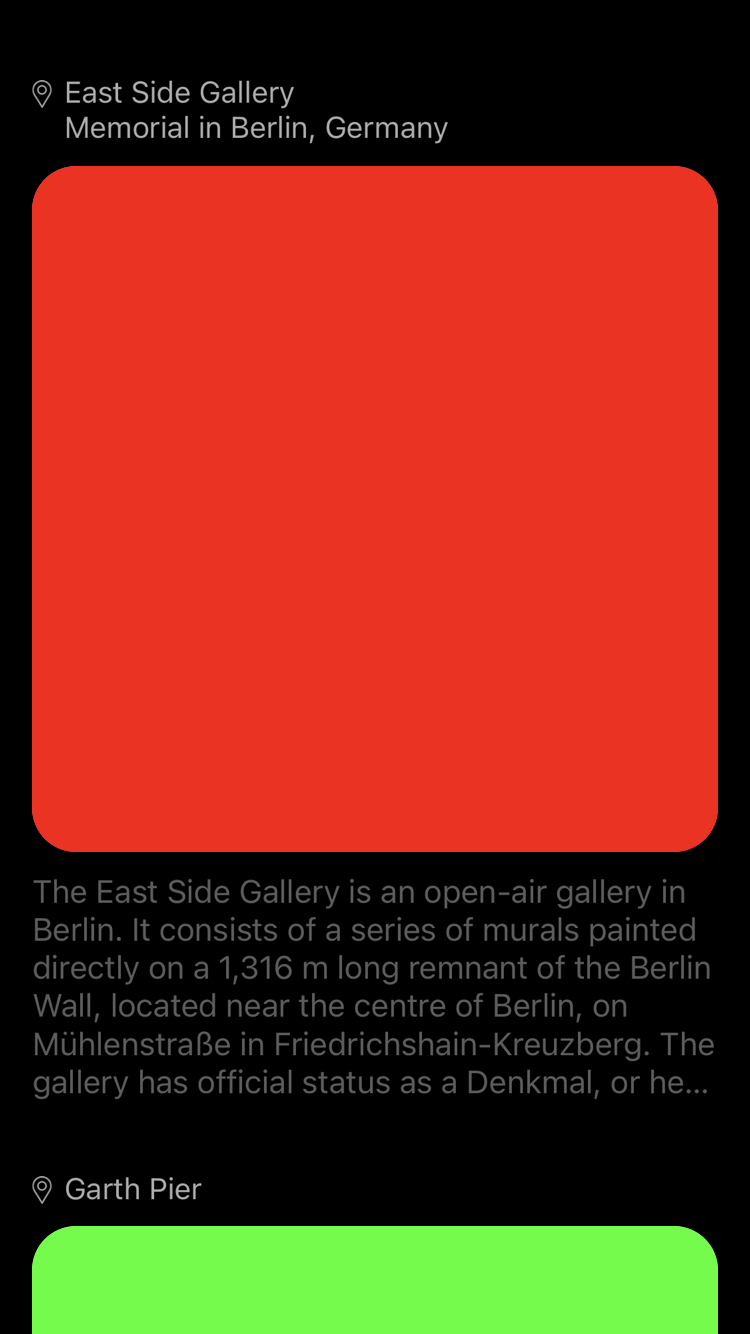 East Side Gallery
Memorial in Berlin, Germany
The East Side Gallery is an open-air gallery in
Berlin. It consists of a series of murals painted
directly on a 1,316 m long remnant of the Berlin
Wall, located near the centre of Berlin, on
Mühlenstraße in Friedrichshain-Kreuzberg. The
gallery has official status as a Denkmal, or he...
Garth Pier